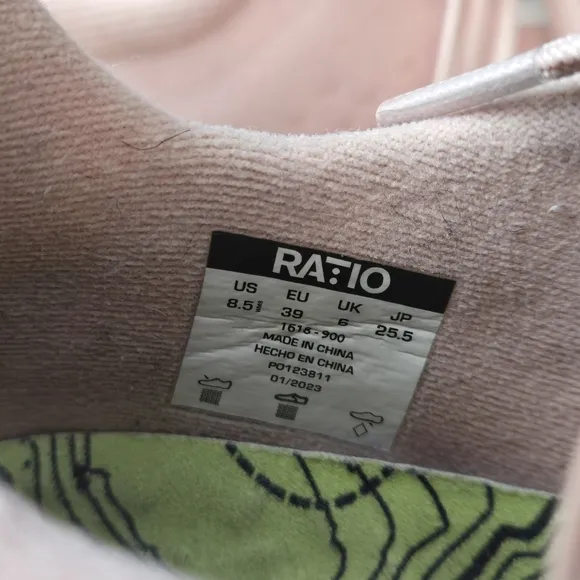 RATIO
US EU UK JP
8.5 39 6 25.5
1616-900
MADE IN CHINA
HECHO EN CHINA
PO123811
01/2023